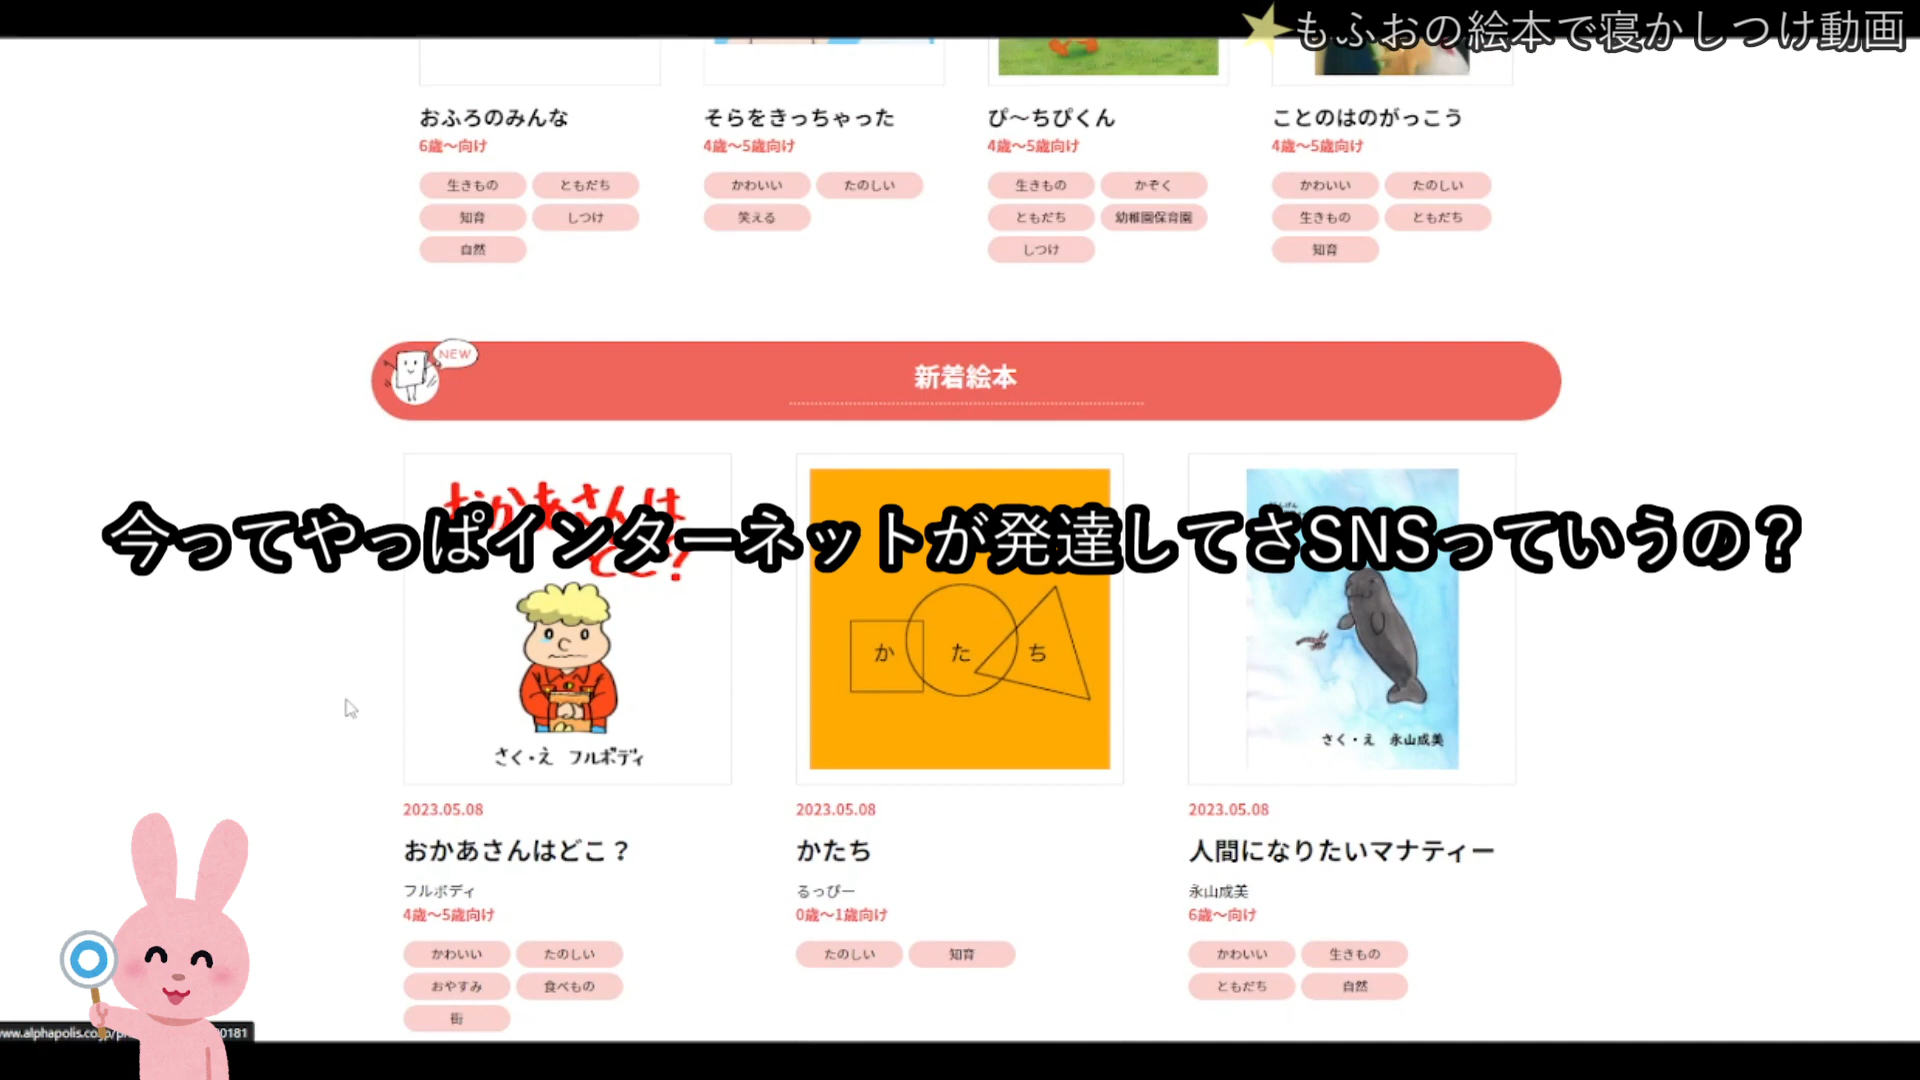 もふおの絵本で寝かしつけ動画
おふろのみんな
6歳〜向け
生きもの ともだち
知育 しつけ
自然
そらをきっちゃった
4歳〜5歳向け
かわいい たのしい
笑える
ぴ〜ちぴくん
4歳〜5歳向け
生きもの かぞく
ともだち 幼稚園保育園
しつけ
ことのはのがっこう
4歳〜5歳向け
かわいい たのしい
生きもの ともだち
知育
NEW
新着絵本
おかあさんは
どこ?
さく・え フルボディ
か た ち
さく・え 永山成美
今ってやっぱインターネットが発達してさSNSっていうの？
2023.05.08
おかあさんはどこ？
フルボディ
4歳〜5歳向け
かわいい たのしい
おやすみ 食べもの
街
2023.05.08
かたち
るっぴー
0歳〜1歳向け
たのしい 知育
2023.05.08
人間になりたいマナティー
永山成美
6歳〜向け
かわいい 生きもの
ともだち 自然